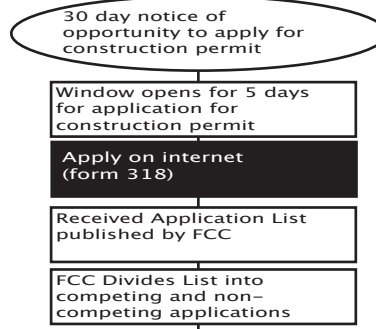 30 day notice of
opportunity to apply for
construction permit
Window opens for 5 days
for application for
construction permit
Apply on internet
(form 318)
Received Application List
published by FCC
FCC Divides List into
competing and non-
competing applications